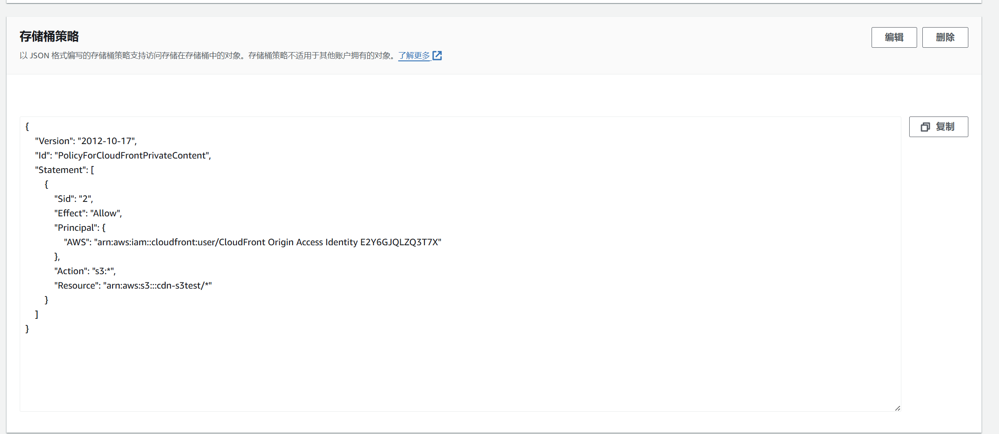 存储桶策略
编辑
删除
以 JSON 格式编写的存储桶策略支持访问存储在存储桶中的对象。存储桶策略不适用于其他账户拥有的对象。了解更多
复制
{
"Version": "2012-10-17",
"Id": "PolicyForCloudFrontPrivateContent",
"Statement": [
{
"Sid": "2",
"Effect": "Allow",
"Principal": {
"AWS": "arn:aws:iam::cloudfront:user/CloudFront Origin Access Identity E2Y6GJQLZQ3T7X"
},
"Action": "s3:*",
"Resource": "arn:aws:s3:::cdn-s3test/*"
}
]
}